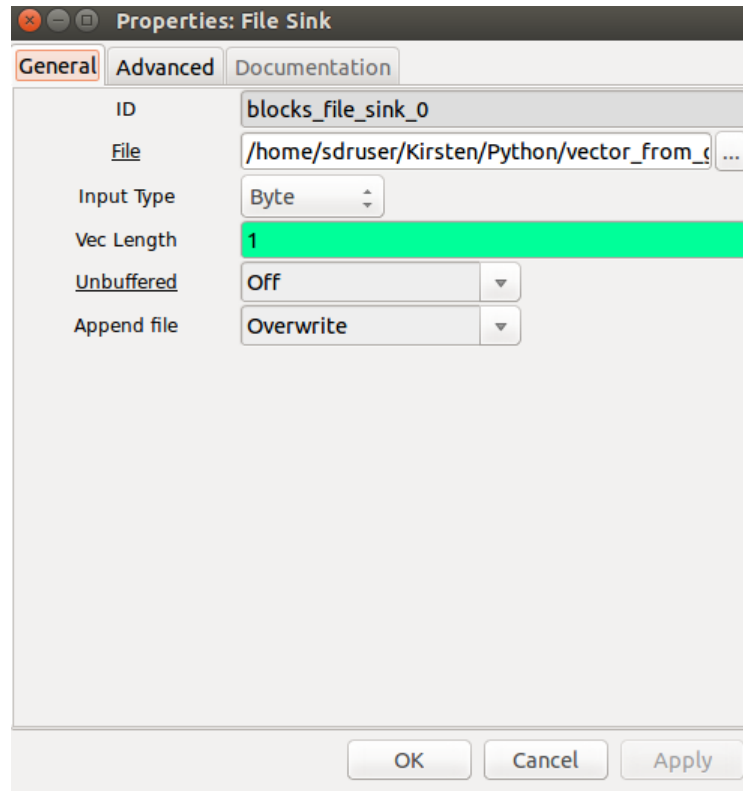 Properties: File Sink
General Advanced Documentation
ID blocks_file_sink_0
File /home/sdruser/Kirsten/Python/vector_from_g ...
Input Type Byte
Vec Length 1
Unbuffered Off
Append file Overwrite
OK Cancel Apply